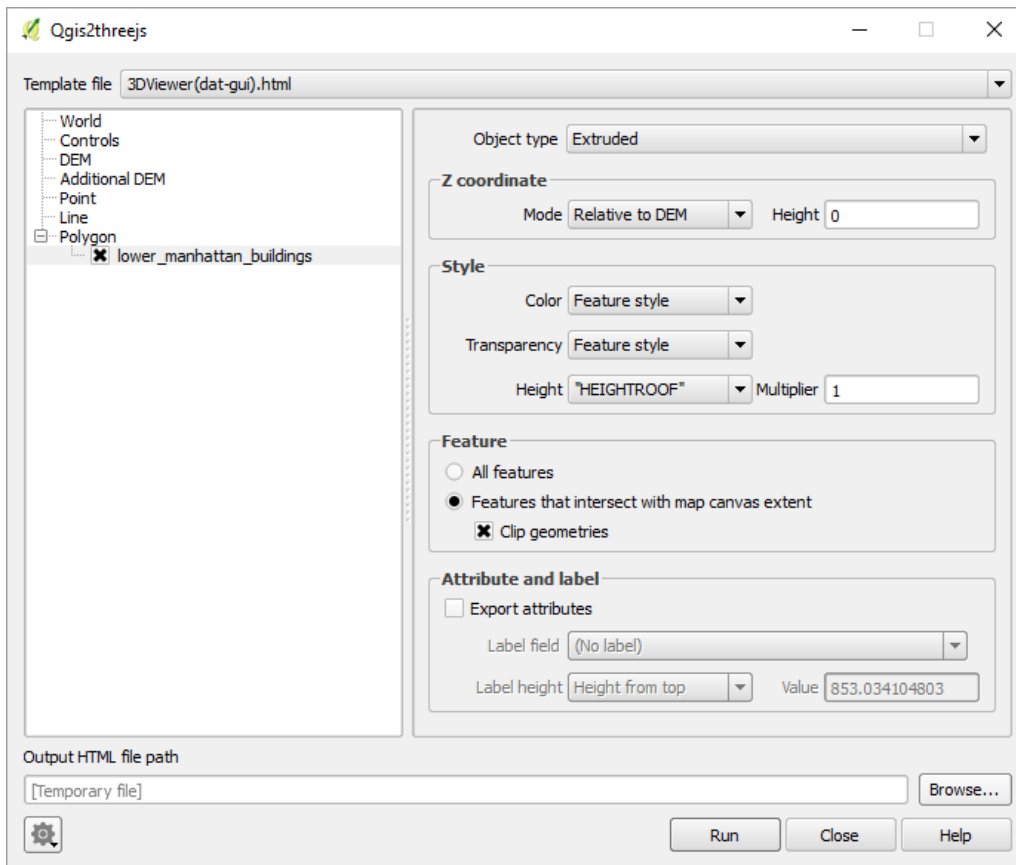 Qgis2threejs
Template file 3DViewer(dat-gui).html
World
Controls
DEM
Additional DEM
Point
Line
Polygon
lower_manhattan_buildings
Object type Extruded
Z coordinate
Mode Relative to DEM Height 0
Style
Color Feature style
Transparency Feature style
Height "HEIGHTROOF" Multiplier 1
Feature
All features
Features that intersect with map canvas extent
Clip geometries
Attribute and label
Export attributes
Label field (No label)
Label height Height from top Value 853.034104803
Output HTML file path
[Temporary file] Browse...
Run Close Help